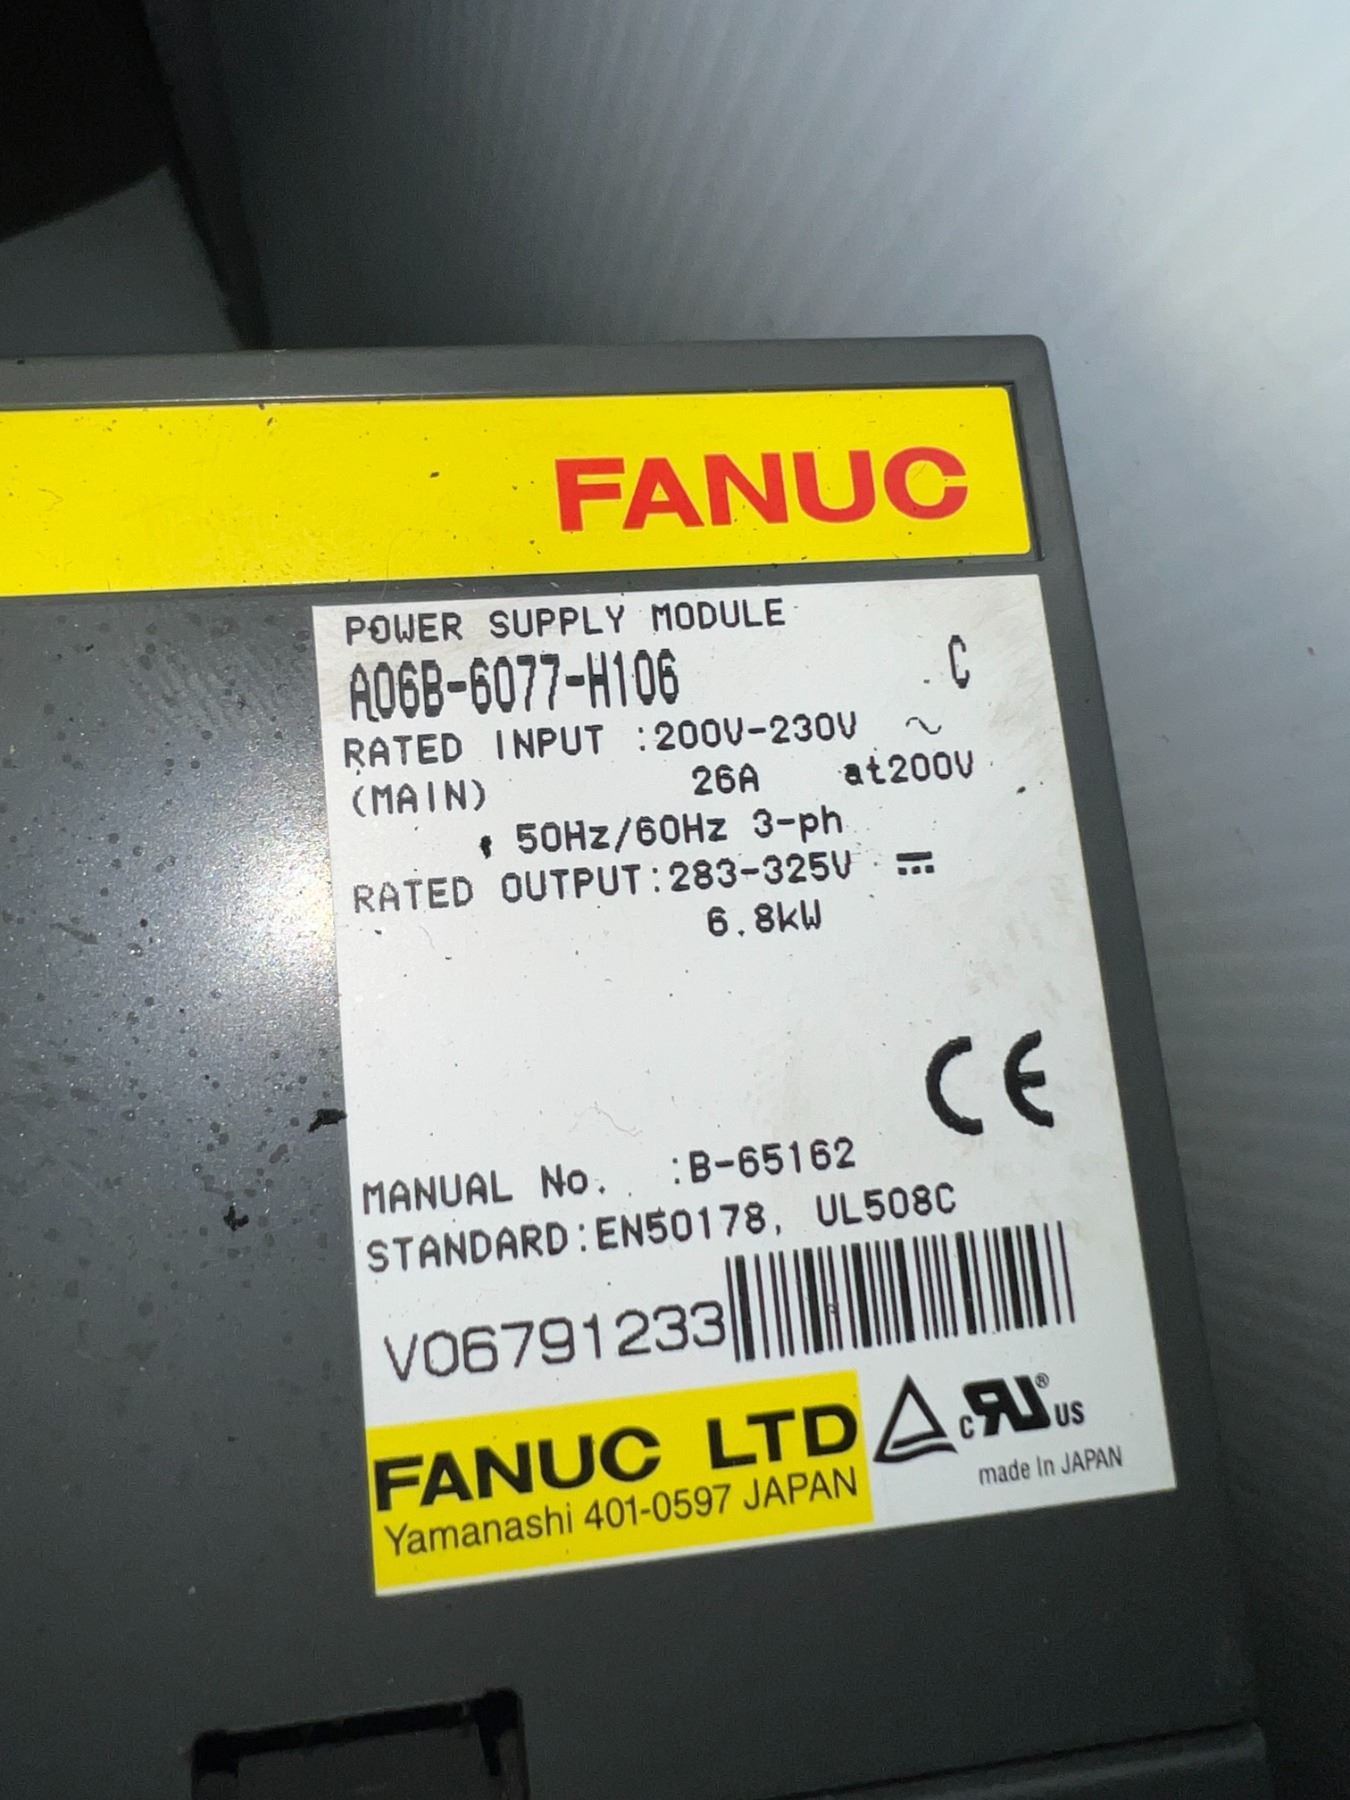 FANUC
POWER SUPPLY MODULE
A06B-6077-H106 C
RATED INPUT :200V-230V ~
(MAIN) 26A at200V
, 50Hz/60Hz 3-ph
RATED OUTPUT:283-325V ⎓
6.8kW
CE
MANUAL No. :B-65162
STANDARD:EN50178, UL508C
V06791233
FANUC LTD
Yamanashi 401-0597 JAPAN
c RU ® US
made In JAPAN